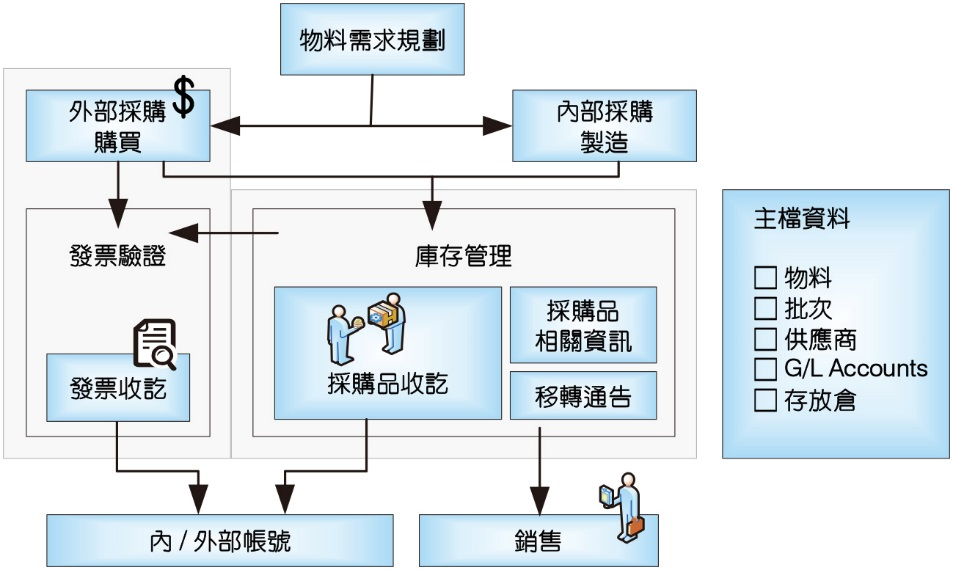 物料需求規劃
外部採購
購買
$
內部採購
製造
發票驗證
庫存管理
發票收訖
採購品收訖
採購品
相關資訊
移轉通告
內 / 外部帳號
銷售
主檔資料
物料
批次
供應商
G/L Accounts
存放倉